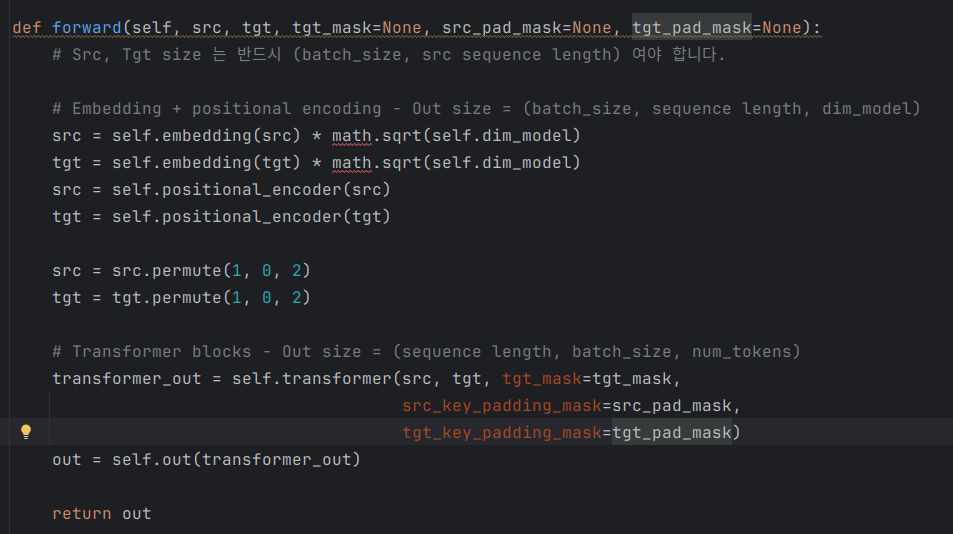 def forward(self, src, tgt, tgt_mask=None, src_pad_mask=None, tgt_pad_mask=None):
# Src, Tgt size 는 반드시 (batch_size, src sequence length) 여야 합니다.
# Embedding + positional encoding - Out size = (batch_size, sequence length, dim_model)
src = self.embedding(src) * math.sqrt(self.dim_model)
tgt = self.embedding(tgt) * math.sqrt(self.dim_model)
src = self.positional_encoder(src)
tgt = self.positional_encoder(tgt)
src = src.permute(1, 0, 2)
tgt = tgt.permute(1, 0, 2)
# Transformer blocks - Out size = (sequence length, batch_size, num_tokens)
transformer_out = self.transformer(src, tgt, tgt_mask=tgt_mask,
src_key_padding_mask=src_pad_mask,
tgt_key_padding_mask=tgt_pad_mask)
out = self.out(transformer_out)
return out